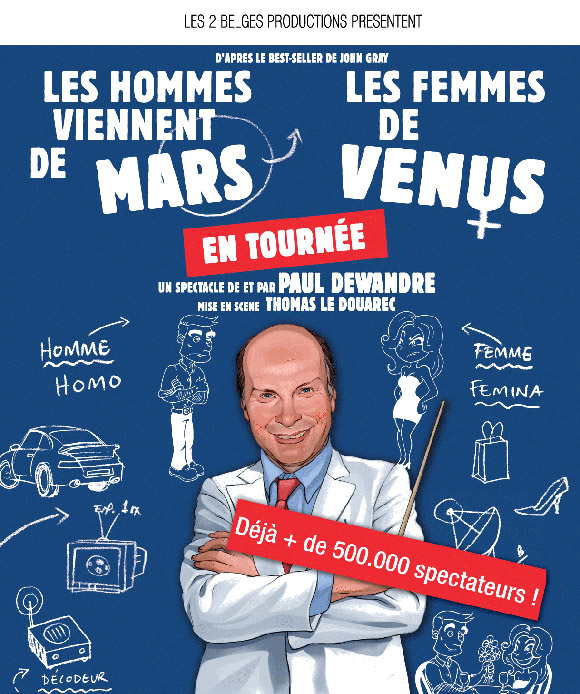 LES 2 BE_GES PRODUCTIONS PRESENTENT
D'APRES LE BEST-SELLER DE JOHN GRAY
LES HOMMES
VIENNENT
DE MARS
LES FEMMES
DE
VENUS
EN TOURNÉE
UN SPECTACLE DE ET PAR PAUL DEWANDRE
MISE EN SCENE THOMAS LE DOUAREC
HOMME
HOMO
FEMME
FEMINA
Déjà + de 500.000 spectateurs !
DÉCODEUR